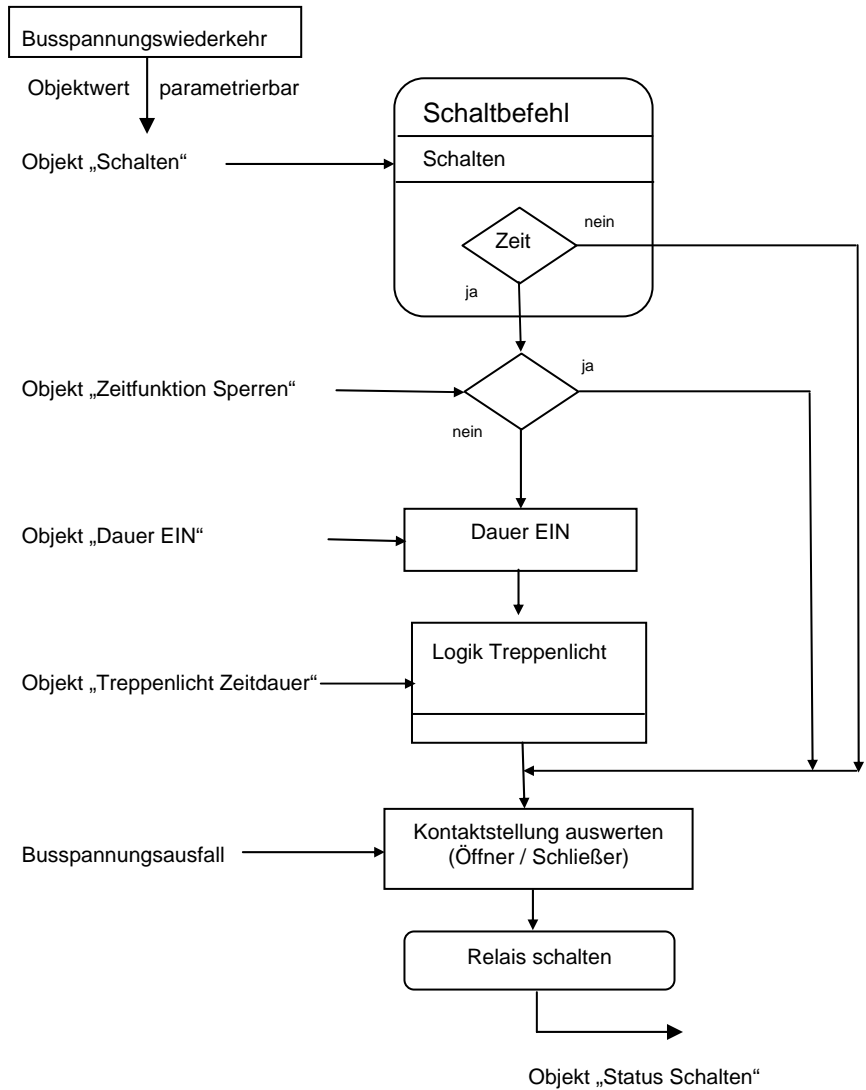 Busspannungswiederkehr
Objektwert parametrierbar
Schaltbefehl
Objekt „Schalten“
Schalten
Zeit
nein
ja
Objekt „Zeitfunktion Sperren“
ja
nein
Objekt „Dauer EIN“
Dauer EIN
Logik Treppenlicht
Objekt „Treppenlicht Zeitdauer“
Kontaktstellung auswerten
(Öffner / Schließer)
Busspannungsausfall
Relais schalten
Objekt „Status Schalten“